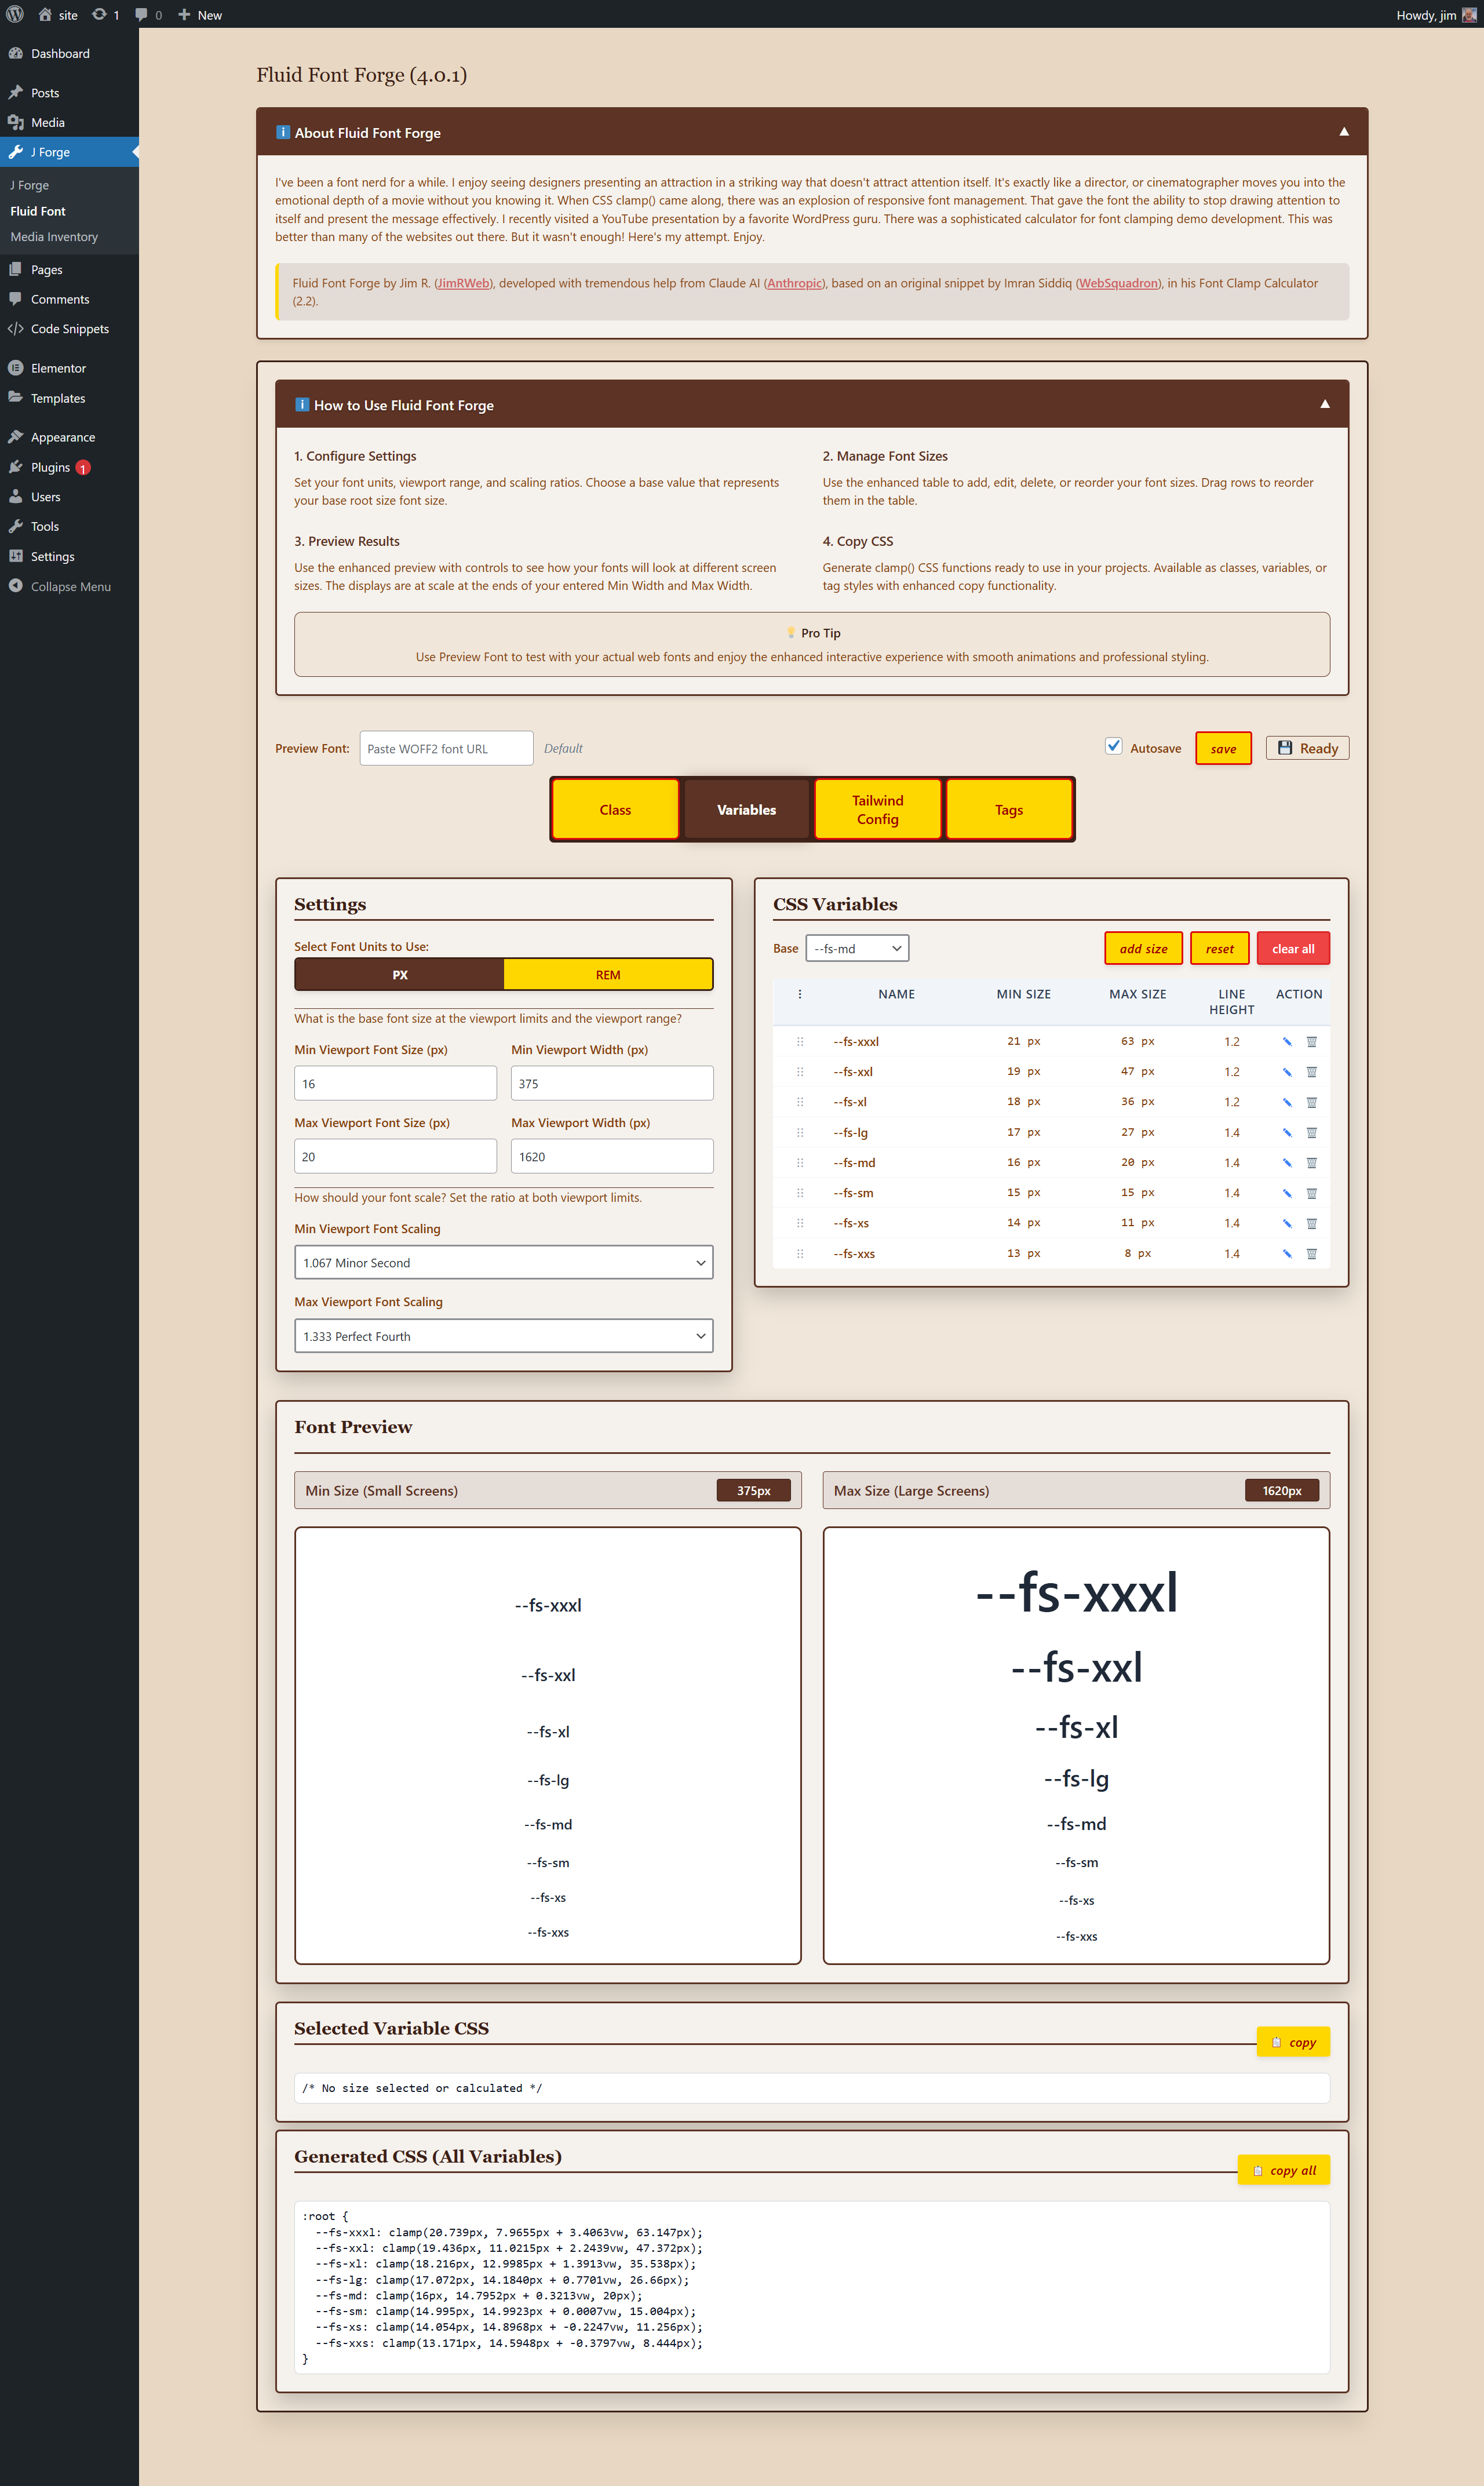 site 1 0 New Howdy, jim
Dashboard
Posts
Media
J Forge
J Forge
Fluid Font
Media Inventory
Pages
Comments
Code Snippets
Elementor
Templates
Appearance
Plugins 1
Users
Tools
Settings
Collapse Menu
Fluid Font Forge (4.0.1)
i About Fluid Font Forge ▲
I've been a font nerd for a while. I enjoy seeing designers presenting an attraction in a striking way that doesn't attract attention itself. It's exactly like a director, or cinematographer moves you into the
emotional depth of a movie without you knowing it. When CSS clamp() came along, there was an explosion of responsive font management. That gave the font the ability to stop drawing attention to
itself and present the message effectively. I recently visited a YouTube presentation by a favorite WordPress guru. There was a sophisticated calculator for font clamping demo development. This was
better than many of the websites out there. But it wasn't enough! Here's my attempt. Enjoy.
Fluid Font Forge by Jim R. (JimRWeb), developed with tremendous help from Claude AI (Anthropic), based on an original snippet by Imran Siddiq (WebSquadron), in his Font Clamp Calculator
(2.2).
i How to Use Fluid Font Forge ▲
1. Configure Settings
Set your font units, viewport range, and scaling ratios. Choose a base value that represents
your base root size font size.
2. Manage Font Sizes
Use the enhanced table to add, edit, delete, or reorder your font sizes. Drag rows to reorder
them in the table.
3. Preview Results
Use the enhanced preview with controls to see how your fonts will look at different screen
sizes. The displays are at scale at the ends of your entered Min Width and Max Width.
4. Copy CSS
Generate clamp() CSS functions ready to use in your projects. Available as classes, variables, or
tag styles with enhanced copy functionality.
💡 Pro Tip
Use Preview Font to test with your actual web fonts and enjoy the enhanced interactive experience with smooth animations and professional styling.
Preview Font: Paste WOFF2 font URL Default Autosave save 💾 Ready
Class Variables Tailwind Config Tags
Settings
Select Font Units to Use:
PX REM
What is the base font size at the viewport limits and the viewport range?
Min Viewport Font Size (px) Min Viewport Width (px)
16 375
Max Viewport Font Size (px) Max Viewport Width (px)
20 1620
How should your font scale? Set the ratio at both viewport limits.
Min Viewport Font Scaling
1.067 Minor Second
Max Viewport Font Scaling
1.333 Perfect Fourth
CSS Variables
Base --fs-md add size reset clear all
⋮ NAME MIN SIZE MAX SIZE LINE HEIGHT ACTION
--fs-xxxl 21 px 63 px 1.2
--fs-xxl 19 px 47 px 1.2
--fs-xl 18 px 36 px 1.2
--fs-lg 17 px 27 px 1.4
--fs-md 16 px 20 px 1.4
--fs-sm 15 px 15 px 1.4
--fs-xs 14 px 11 px 1.4
--fs-xxs 13 px 8 px 1.4
Font Preview
Min Size (Small Screens) 375px
--fs-xxxl
--fs-xxl
--fs-xl
--fs-lg
--fs-md
--fs-sm
--fs-xs
--fs-xxs
Max Size (Large Screens) 1620px
--fs-xxxl
--fs-xxl
--fs-xl
--fs-lg
--fs-md
--fs-sm
--fs-xs
--fs-xxs
Selected Variable CSS
📋 copy
/* No size selected or calculated */
Generated CSS (All Variables)
📋 copy all
:root {
--fs-xxxl: clamp(20.739px, 7.9655px + 3.4063vw, 63.147px);
--fs-xxl: clamp(19.436px, 11.0215px + 2.2439vw, 47.372px);
--fs-xl: clamp(18.216px, 12.9985px + 1.3913vw, 35.538px);
--fs-lg: clamp(17.072px, 14.1840px + 0.7701vw, 26.66px);
--fs-md: clamp(16px, 14.7952px + 0.3213vw, 20px);
--fs-sm: clamp(14.995px, 14.9923px + 0.0007vw, 15.004px);
--fs-xs: clamp(14.054px, 14.8968px + -0.2247vw, 11.256px);
--fs-xxs: clamp(13.171px, 14.5948px + -0.3797vw, 8.444px);
}